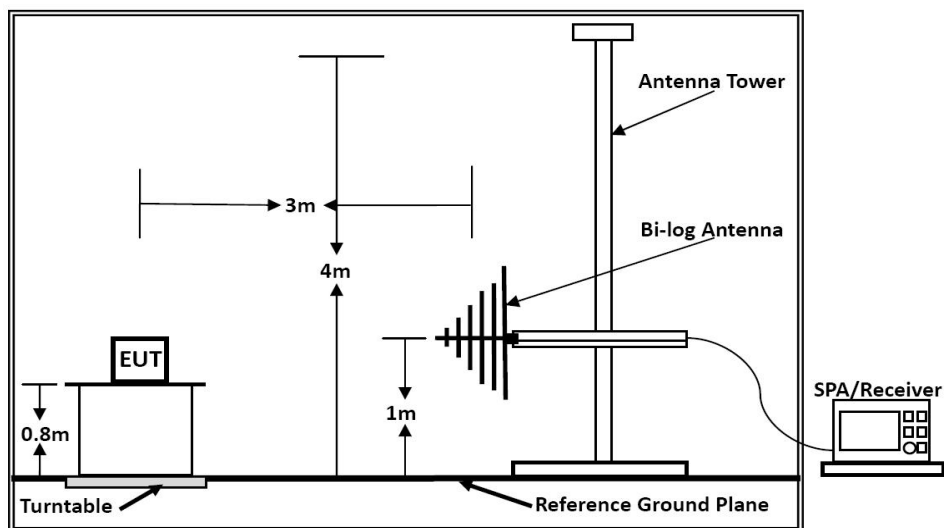 Antenna Tower
3m
Bi-log Antenna
4m
EUT
SPA/Receiver
1m
0.8m
Turntable
Reference Ground Plane